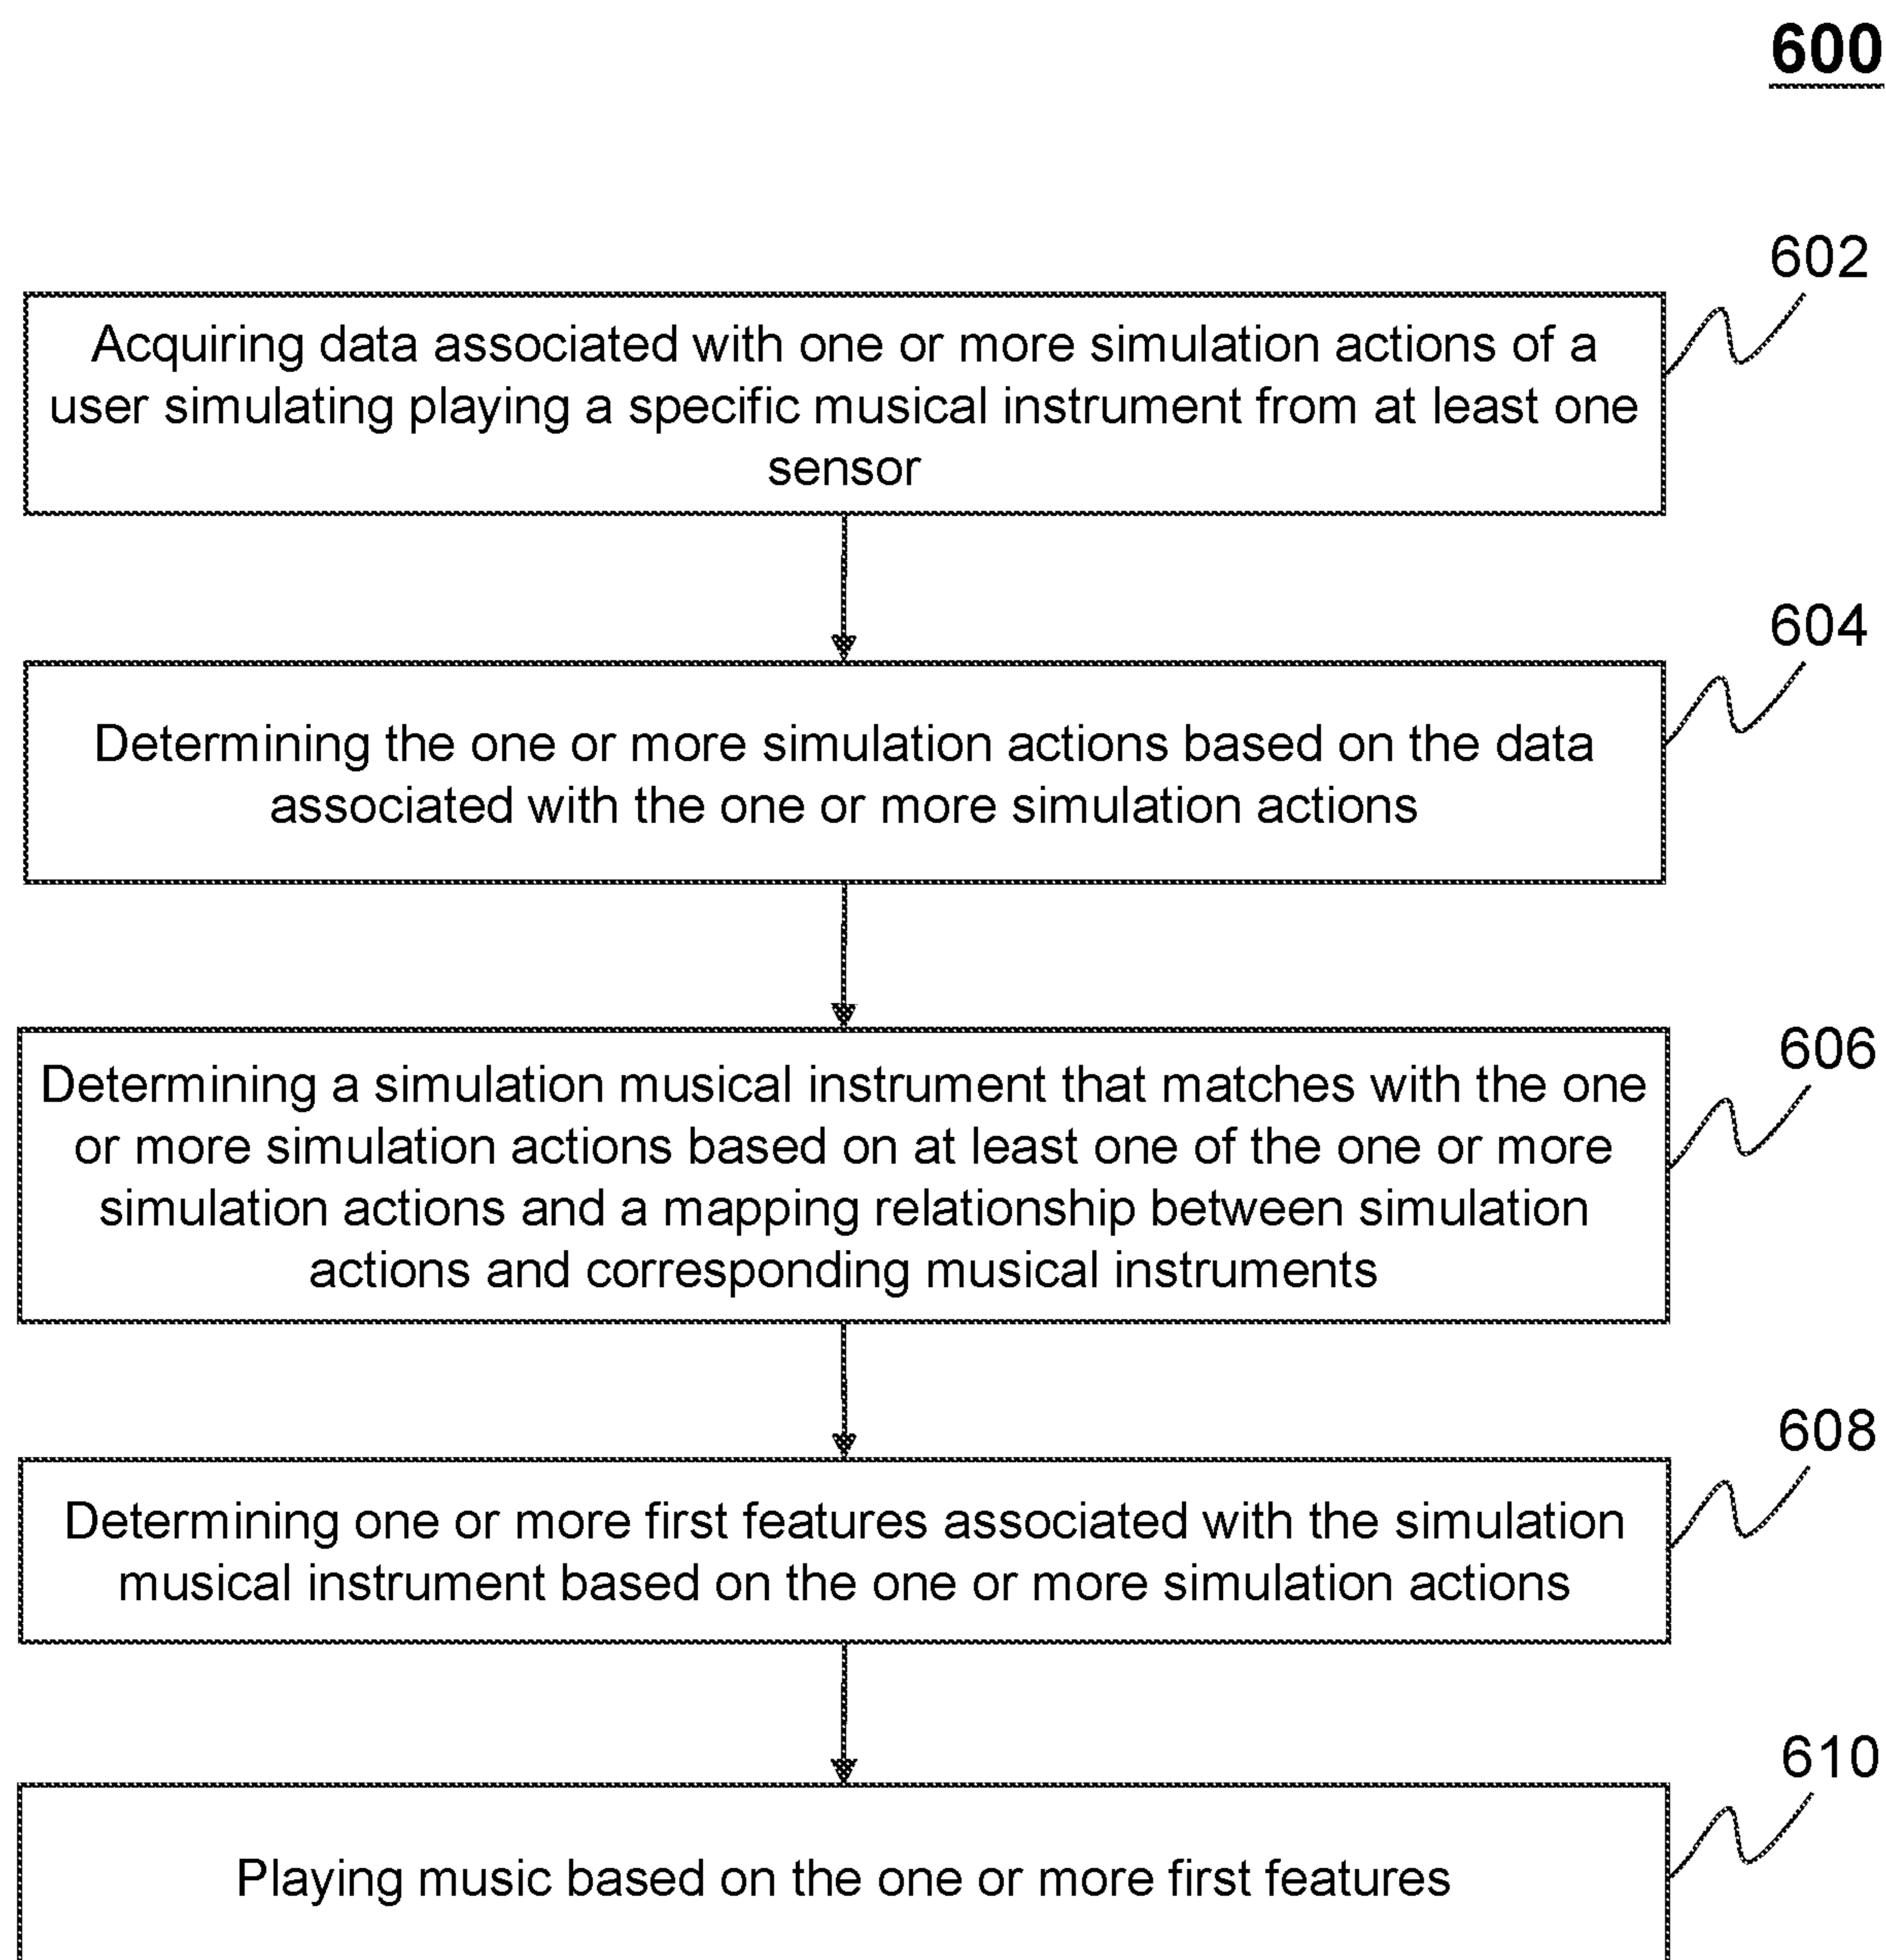 600
602
Acquiring data associated with one or more simulation actions of a
user simulating playing a specific musical instrument from at least one
sensor
604
Determining the one or more simulation actions based on the data
associated with the one or more simulation actions
606
Determining a simulation musical instrument that matches with the one
or more simulation actions based on at least one of the one or more
simulation actions and a mapping relationship between simulation
actions and corresponding musical instruments
608
Determining one or more first features associated with the simulation
musical instrument based on the one or more simulation actions
610
Playing music based on the one or more first features